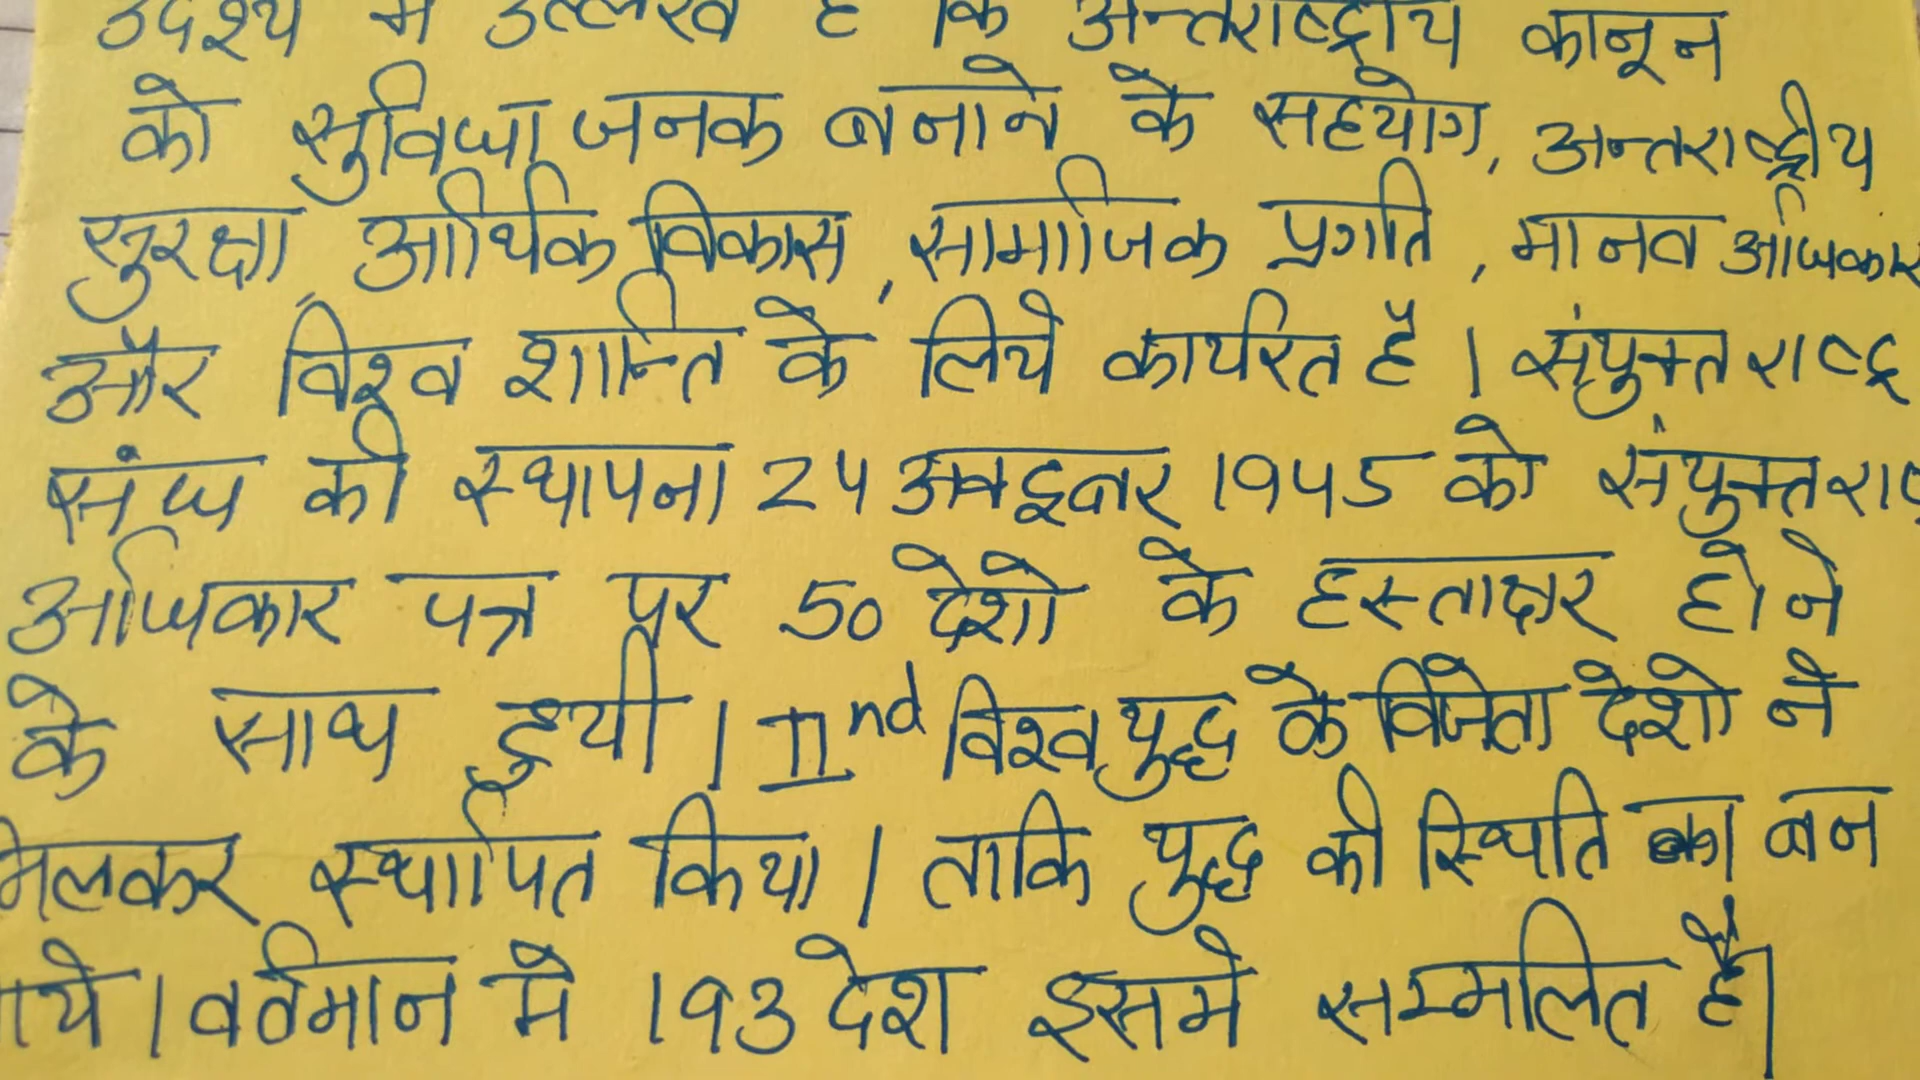 उददेश्य में उल्लेख है कि अन्तराष्ट्रीय कानून
को सुविधा जनक बनाने के सहयोग, अन्तराष्ट्रीय
सुरक्षा, आर्थिक विकास, सामाजिक प्रगति, मानव अधिकार
और विश्व शान्ति के लिये कार्यरत है । संयुक्त राष्ट्र
संघ की स्थापना 24 अक्टूबर 1945 को संयुक्त
अधिकार पत्र पर 50 देशो के हस्ताक्षर होने
के साथ हुयी । IInd विश्व युद्ध के विजेता देशो ने
मिलकर स्थापित किया । ताकि युद्ध की स्थिति का बन
पाये । वर्तमान मे 193 देश इसमे सम्मलित है।